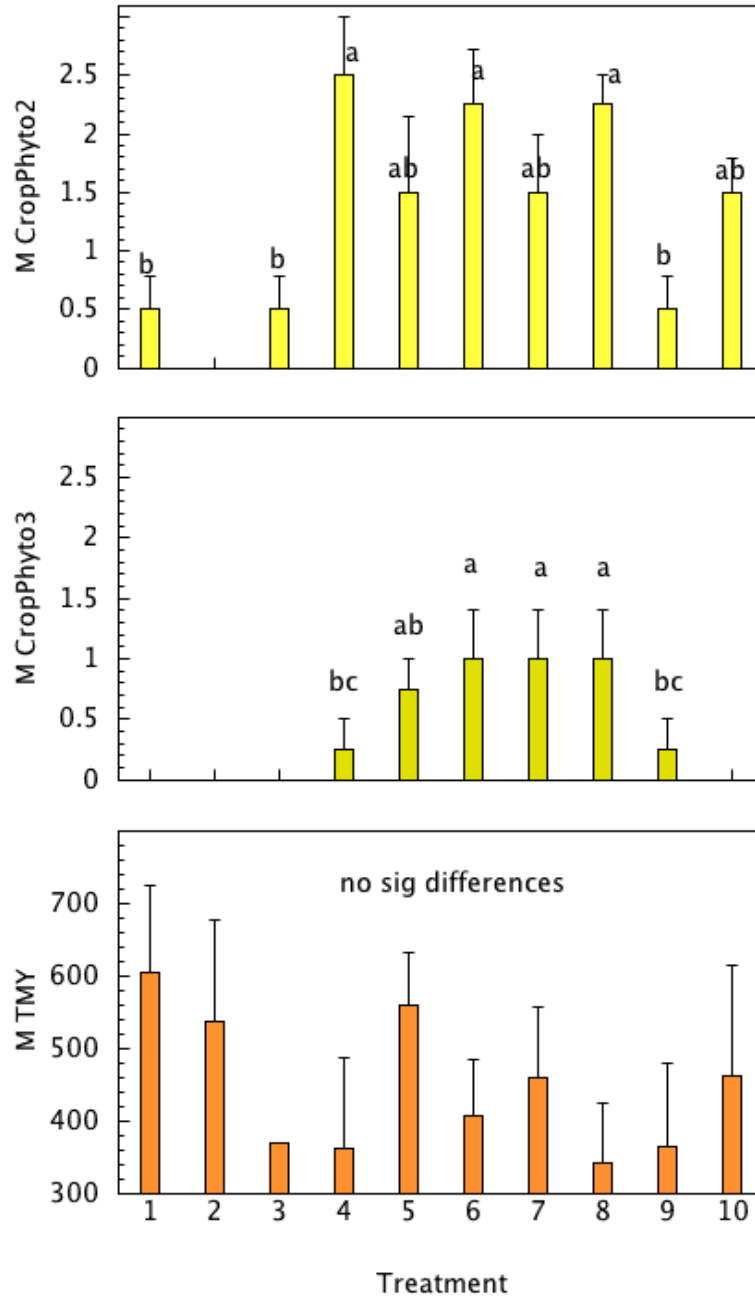 M CropPhyto2
2.5
2
1.5
1
0.5
0
b
b
a
ab
a
ab
a
b
ab
M CropPhyto3
2.5
2
1.5
1
0.5
0
bc
ab
a
a
a
bc
M TMY
700
600
500
400
300
no sig differences
1 2 3 4 5 6 7 8 9 10
Treatment